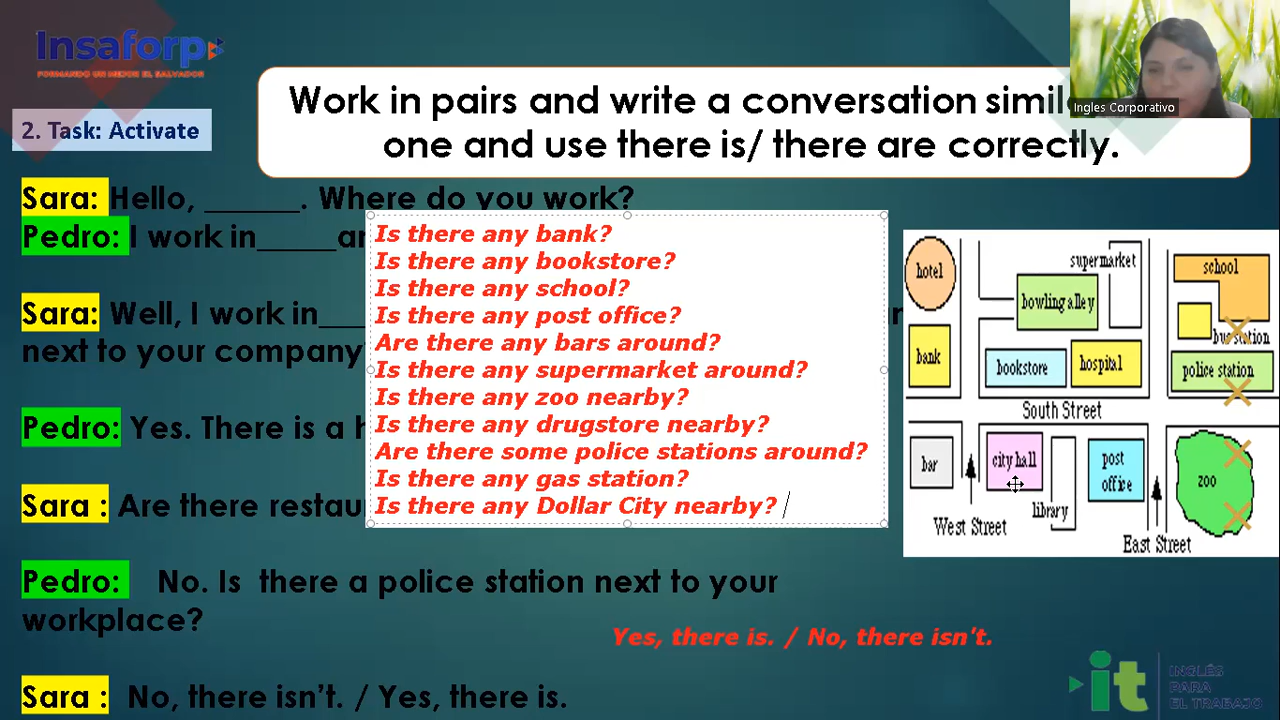 Insaforp
FORMANDO UN MEJOR EL SALVADOR
Ingles Corporativo
2. Task: Activate
Work in pairs and write a conversation
one and use there is/ there are correctly.
Sara: Hello, ______. Where do you work?
Pedro: I work in_____
Sara: Well, I work in___
next to your company
Pedro: Yes. There is a
Sara : Are there
Pedro: No. Is there a police station next to your
workplace?
Sara : No, there isn't. / Yes, there is.
Is there any bank?
Is there any bookstore?
Is there any school?
Is there any post office?
Are there any bars around?
Is there any supermarket around?
Is there any zoo nearby?
Is there any drugstore nearby?
Are there some police stations around?
Is there any gas station?
Is there any Dollar City nearby?
Yes, there is. / No, there isn't.
hotel
supermarket
school
bowling alley
bus station
bank
bookstore
hospital
police station
South Street
bar
city hall
post
office
zoo
library
West Street
East Street
it
INGLÉS
PARA
EL TRABAJO